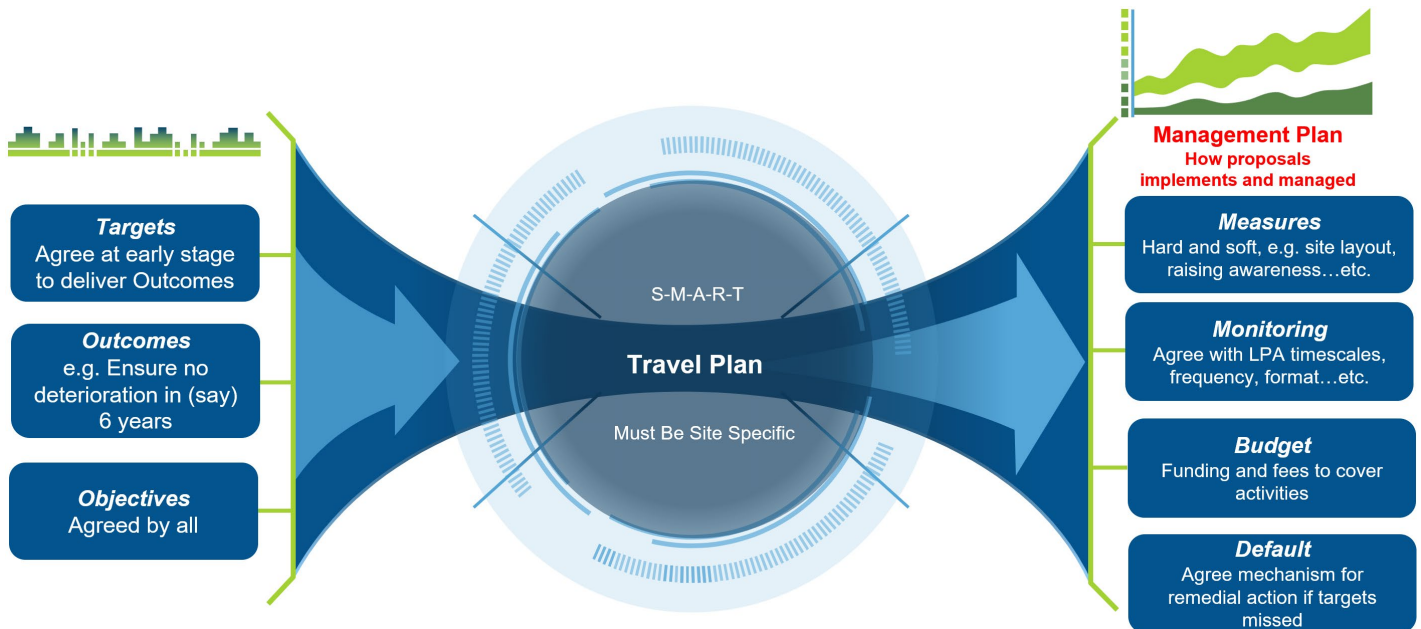 Targets
Agree at early stage
to deliver Outcomes
Outcomes
e.g. Ensure no
deterioration in (say)
6 years
Objectives
Agreed by all
S-M-A-R-T
Travel Plan
Must Be Site Specific
Management Plan
How proposals
implements and managed
Measures
Hard and soft, e.g. site layout,
raising awareness…etc.
Monitoring
Agree with LPA timescales,
frequency, format…etc.
Budget
Funding and fees to cover
activities
Default
Agree mechanism for
remedial action if targets
missed